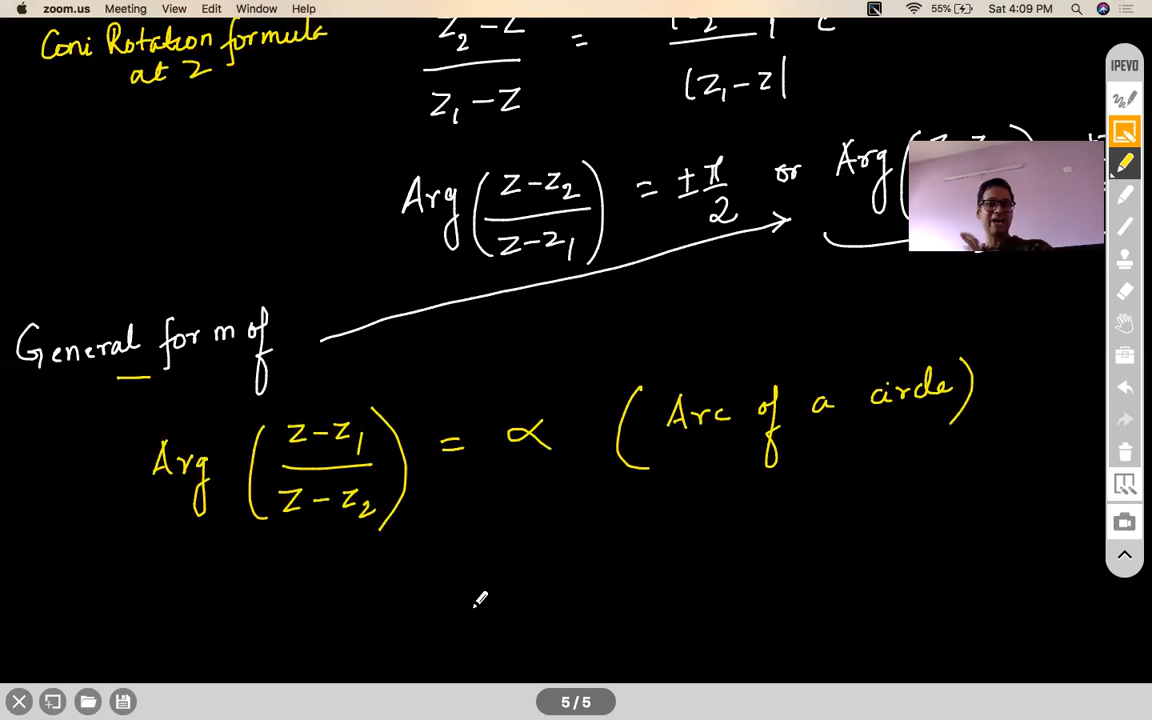 zoom.us Meeting View Edit Window Help 55% Sat 4:09 PM
IPEVO
Coni Rotation formula
at z
z₂ - z
z₁ - z
=
|z₁ - z|
Arg(z-z₂/z-z₁) = ±π/2 or Arg(
General form of
Arg(z-z₁/z-z₂) = α (Arc of a circle)
5/5